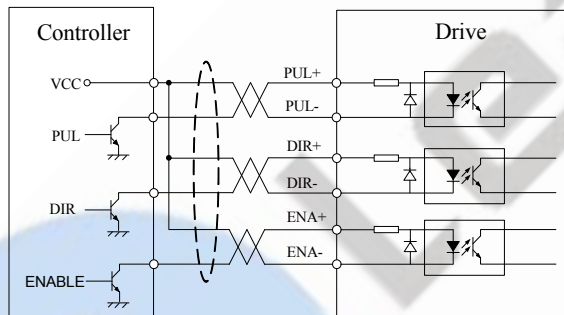 Controller
Drive
VCC
PUL+
PUL-
PUL
DIR+
DIR-
DIR
ENA+
ENA-
ENABLE